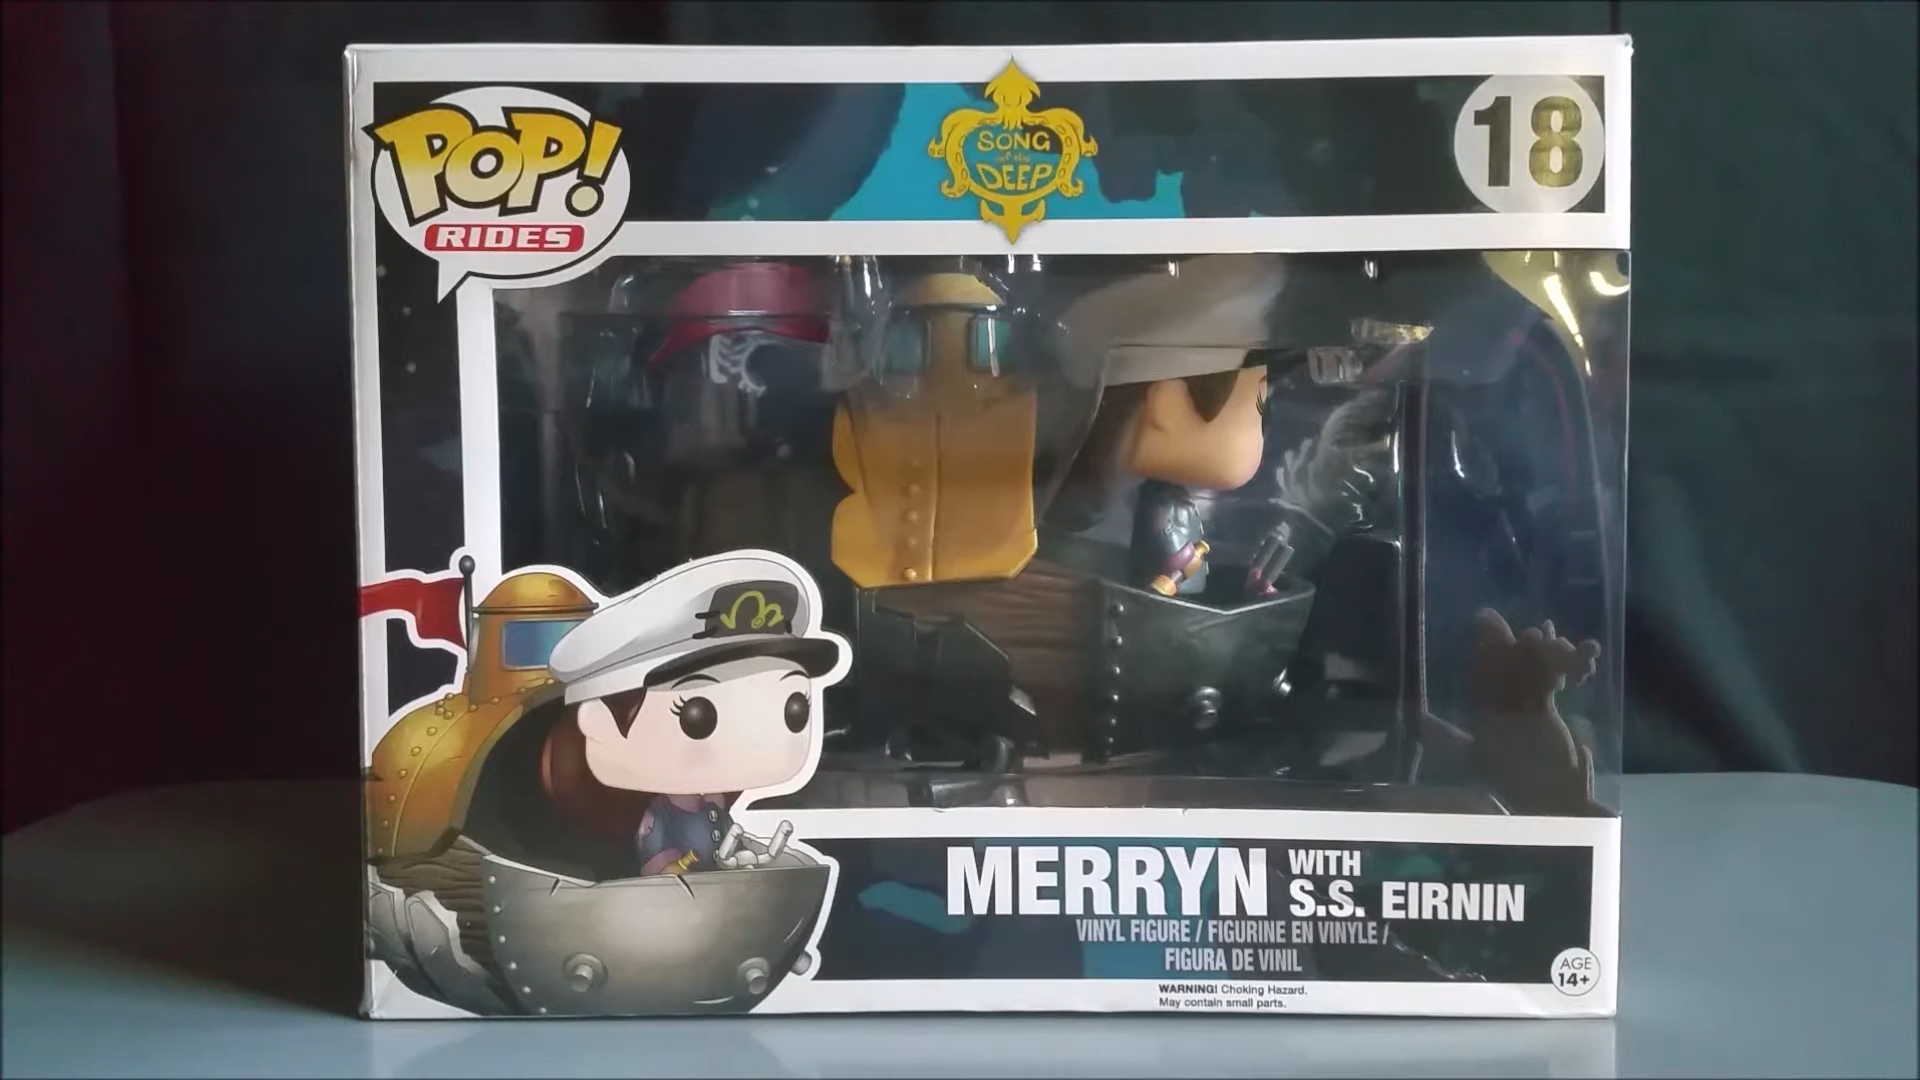 POP!
RIDES
SONG
of the
DEEP
18
MERRYN WITH
S.S. EIRNIN
VINYL FIGURE / FIGURINE EN VINYLE /
FIGURA DE VINIL
WARNING! Choking Hazard.
May contain small parts.
AGE
14+